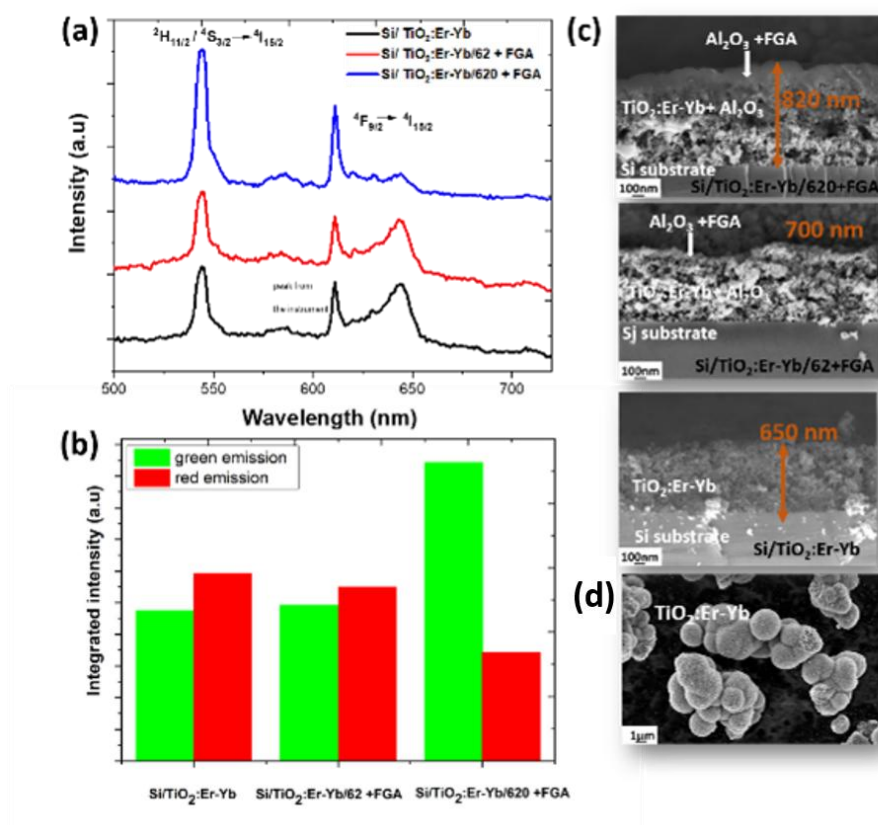 (a)
²H₁₁/₂ / ⁴S₃/₂ → ⁴I₁₅/₂
Si/ TiO₂:Er-Yb
Si/ TiO₂:Er-Yb/62 + FGA
Si/ TiO₂:Er-Yb/620 + FGA
⁴F₉/₂ → ⁴I₁₅/₂
Intensity (a.u)
peak from
the instrument
500 550 600 650 700
Wavelength (nm)
(b)
green emission
red emission
Integrated intensity (a.u)
Si/TiO₂:Er-Yb Si/TiO₂:Er-Yb/62 +FGA Si/TiO₂:Er-Yb/620 +FGA
(c)
Al₂O₃ +FGA
820 nm
TiO₂:Er-Yb+ Al₂O₃
Si substrate
100nm
Si/TiO₂:Er-Yb/620+FGA
Al₂O₃ +FGA
700 nm
TiO₂:Er-Yb+ Al₂O₃
Si substrate
100nm
Si/TiO₂:Er-Yb/62+FGA
650 nm
TiO₂:Er-Yb
Si substrate
Si/TiO₂:Er-Yb
100nm
(d)
TiO₂:Er-Yb
1µm